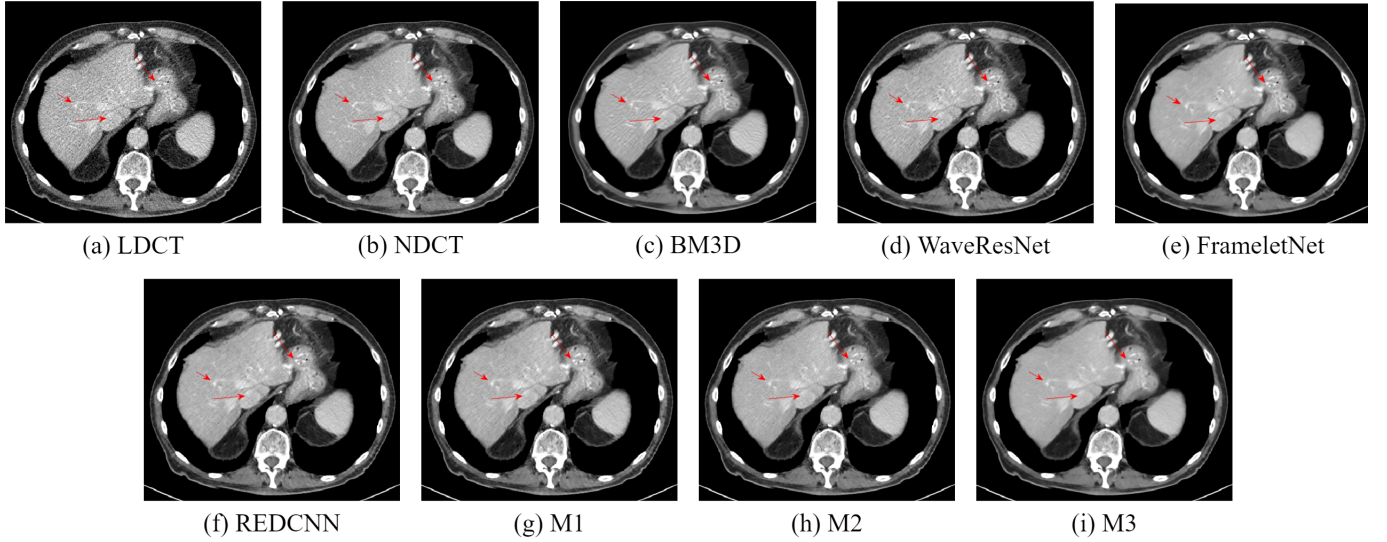 (a) LDCT
(b) NDCT
(c) BM3D
(d) WaveResNet
(e) FrameletNet
(f) REDCNN
(g) M1
(h) M2
(i) M3